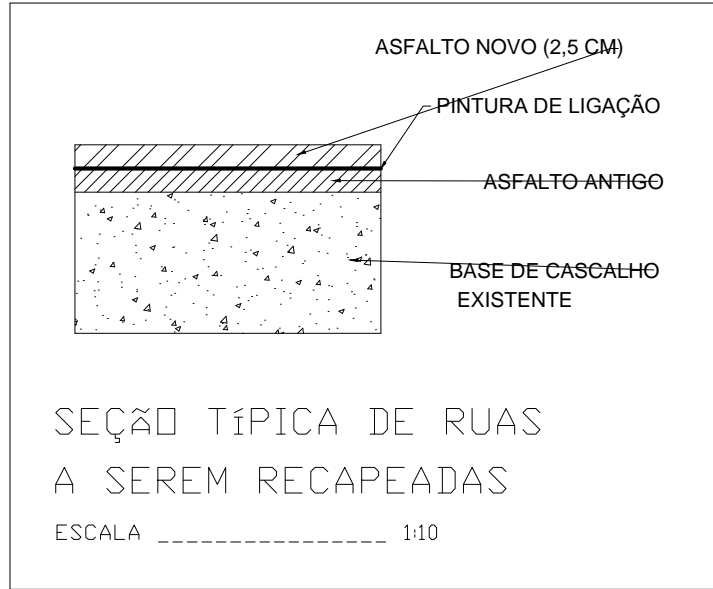 ASFALTO NOVO (2,5 CM)
PINTURA DE LIGAÇÃO
ASFALTO ANTIGO
BASE DE CASCALHO
EXISTENTE
SEÇÃO TÍPICA DE RUAS
A SEREM RECAPEADAS
ESCALA ________________ 1:10